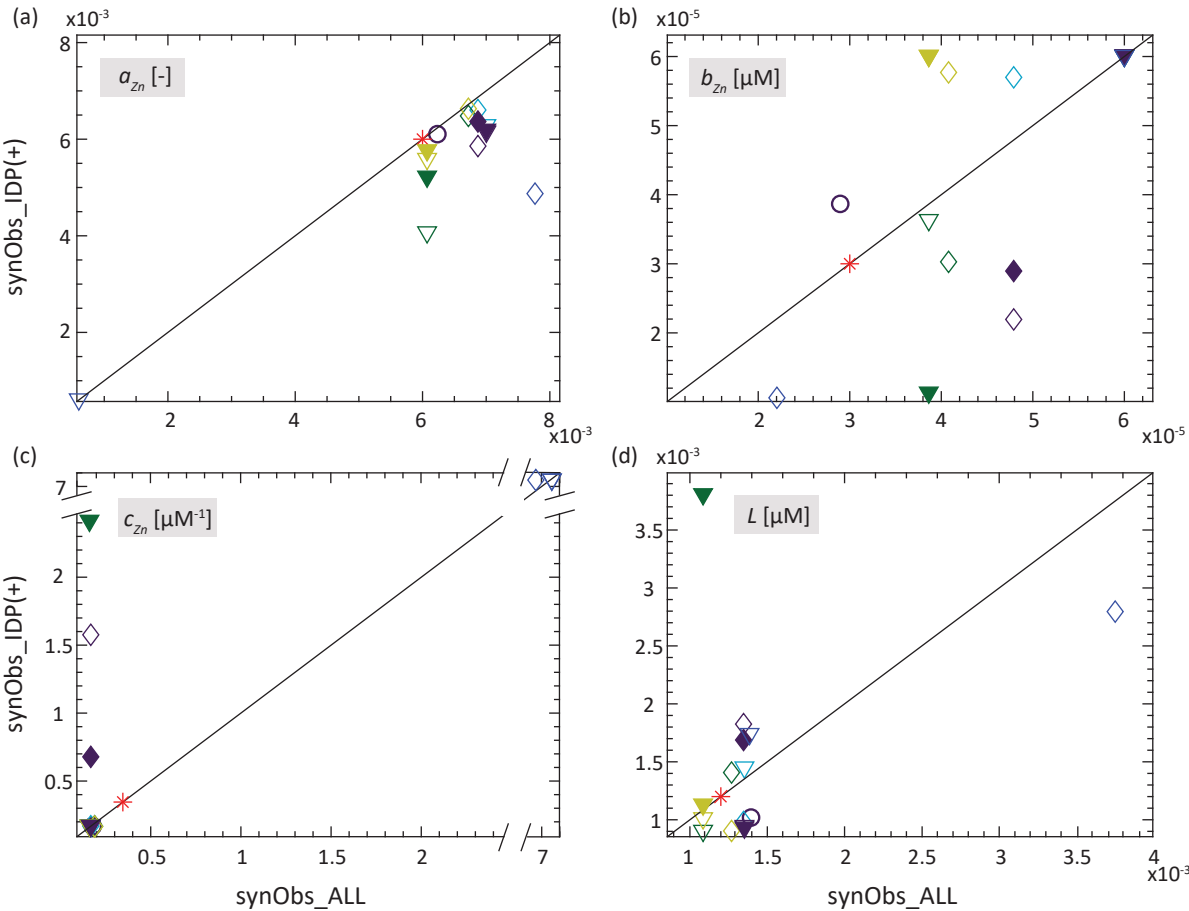 (a)
x10⁻³
a_Zn [-]
8
6
4
2
2
4
6
8
x10⁻³
synObs_IDP(+)
(b)
x10⁻⁵
b_Zn [µM]
6
5
4
3
2
2
3
4
5
6
x10⁻⁵
(c)
7
c_Zn [µM⁻¹]
2
1.5
1
0.5
0.5
1
1.5
2
7
synObs_IDP(+)
synObs_ALL
(d)
x10⁻³
L [µM]
3.5
3
2.5
2
1.5
1
1
1.5
2
2.5
3
3.5
4
x10⁻³
synObs_ALL